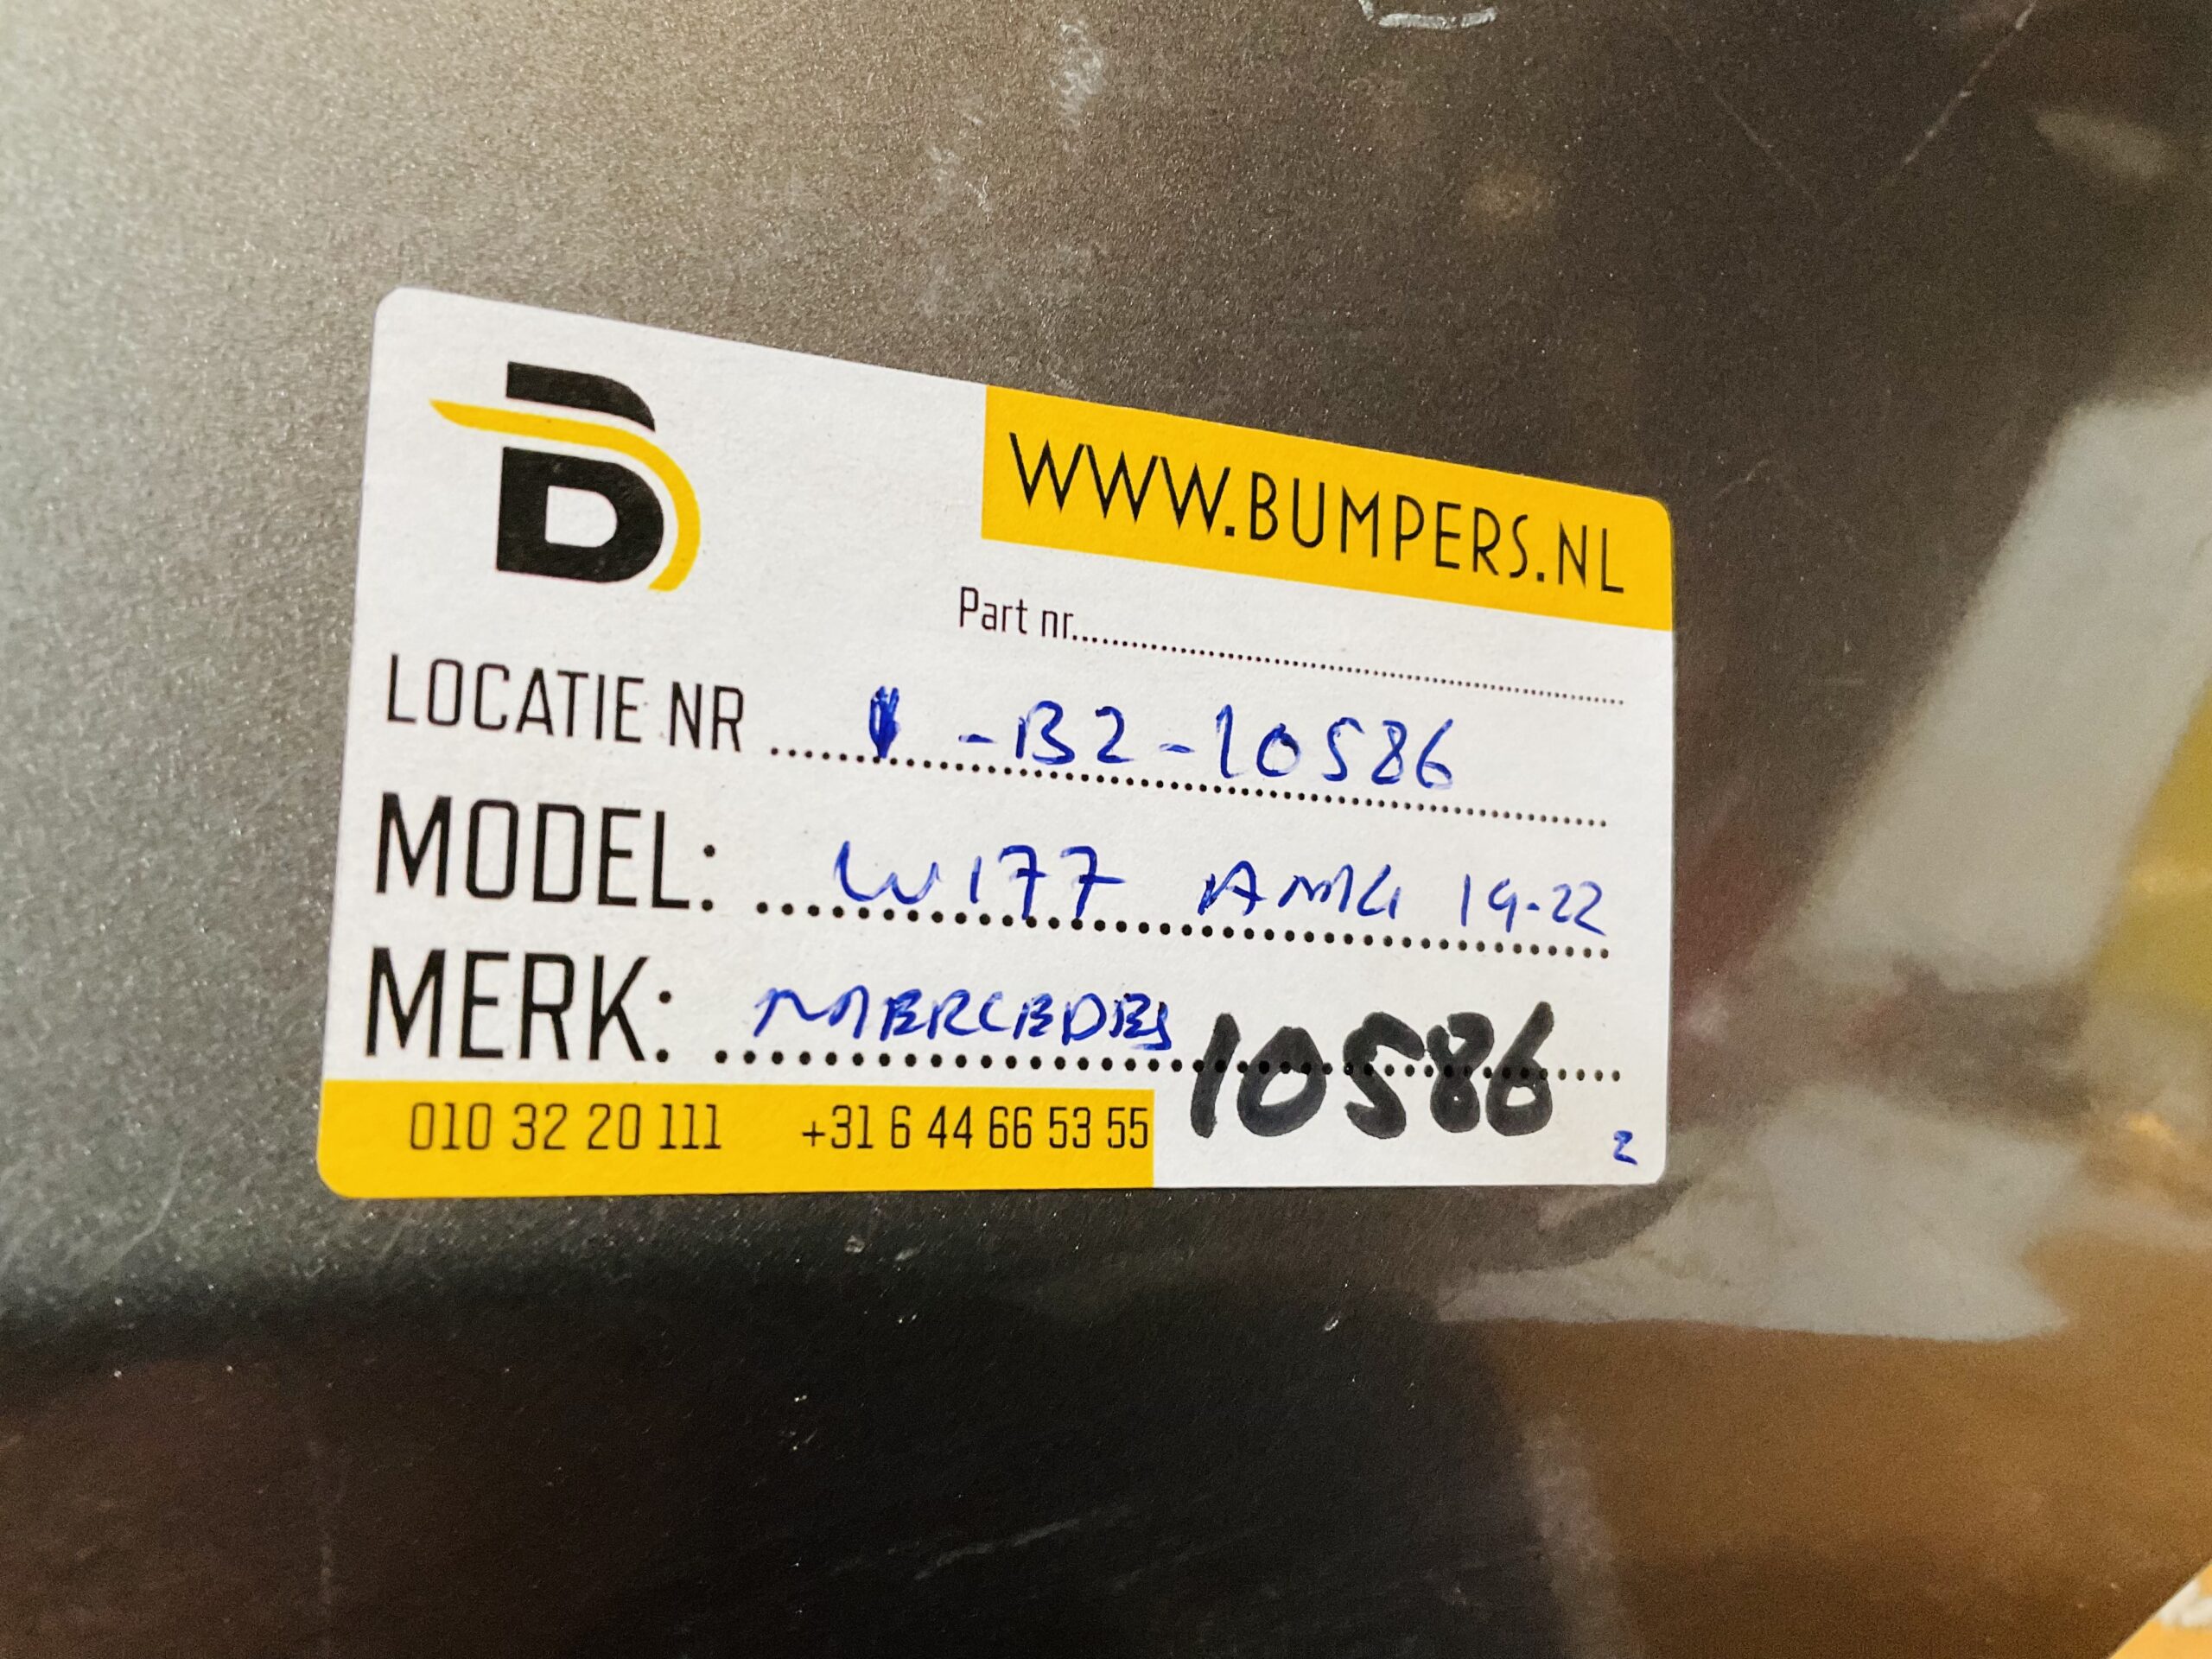 B
WWW.BUMPERS.NL
Part nr......................................................
LOCATIE NR ..... -B2-10586
MODEL: ... W177 AMG 19-22
MERK: MERCEDES
10586
010 32 20 111 +31 6 44 66 53 55
2